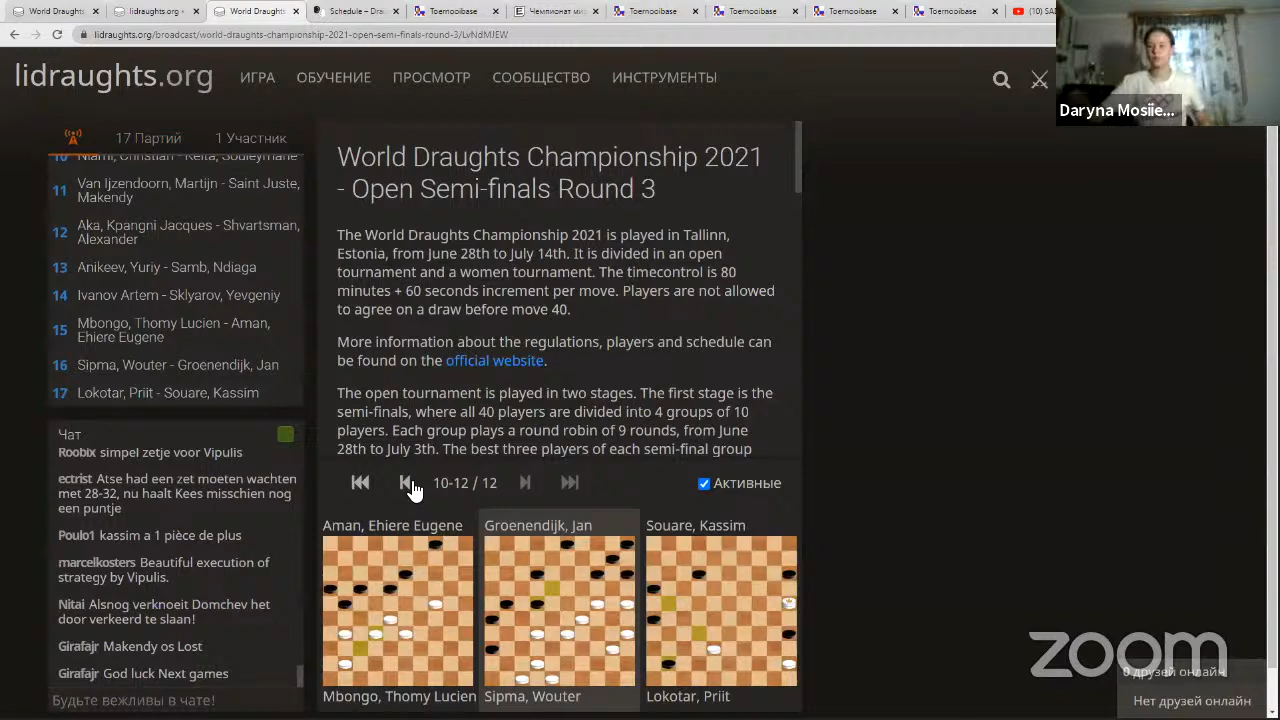 World Draughts
lidraughts.org
World Draughts
Schedule – Dra
Toernooibase
Чемпионат ми
Toernooibase
Toernooibase
Toernooibase
Toernooibase
lidraughts.org/broadcast/world-draughts-championship-2021-open-semi-finals-round-3/
lidraughts.org
ИГРА ОБУЧЕНИЕ ПРОСМОТР СООБЩЕСТВО ИНСТРУМЕНТЫ
Daryna Mosiie...
17 Партий 1 Участник
10 Niami, Christian - Keita, Souleymane
11 Van Ijzendoorn, Martijn - Saint Juste,
Makendy
12 Aka, Kpangni Jacques - Shvartsman,
Alexander
13 Anikeev, Yuriy - Samb, Ndiaga
14 Ivanov Artem - Sklyarov, Yevgeniy
15 Mbongo, Thomy Lucien - Aman,
Ehiere Eugene
16 Sipma, Wouter - Groenendijk, Jan
17 Lokotar, Priit - Souare, Kassim
Чат
Roobix simpel zetje voor Vipulis
ectrist Atse had een zet moeten wachten
met 28-32, nu haalt Kees misschien nog
een puntje
Poulo1 kassim a 1 pièce de plus
marcelkosters Beautiful execution of
strategy by Vipulis.
Nitai Alsnog verknoeit Domchev het
door verkeerd te slaan!
Girafajr Makendy os Lost
Girafajr God luck Next games
Будьте вежливы в чате!
World Draughts Championship 2021
- Open Semi-finals Round 3
The World Draughts Championship 2021 is played in Tallinn,
Estonia, from June 28th to July 14th. It is divided in an open
tournament and a women tournament. The timecontrol is 80
minutes + 60 seconds increment per move. Players are not allowed
to agree on a draw before move 40.
More information about the regulations, players and schedule can
be found on the official website.
The open tournament is played in two stages. The first stage is the
semi-finals, where all 40 players are divided into 4 groups of 10
players. Each group plays a round robin of 9 rounds, from June
28th to July 3th. The best three players of each semi-final group
10-12 / 12
Активные
Aman, Ehiere Eugene
Groenendijk, Jan
Souare, Kassim
Mbongo, Thomy Lucien
Sipma, Wouter
Lokotar, Priit
zoom
0 друзей онлайн
Нет друзей онлайн